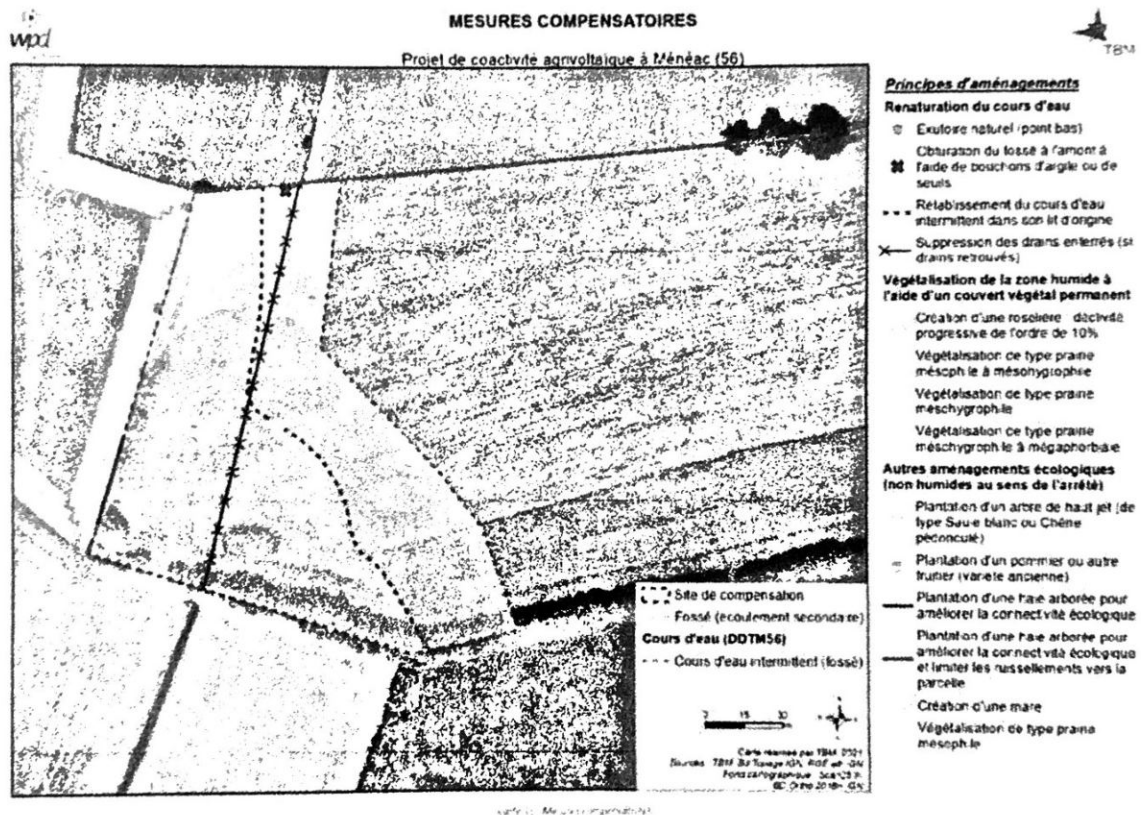 MESURES COMPENSATOIRES
wpd
TBM
Projet de coactivité agrivoltaïque à Ménéac (56)
Principes d'aménagements
Renaturation du cours d'eau
Exutoire naturel (point bas)
Obturation du fossé à l'amont à
l'aide de bouchons d'argile ou de
seuils
Rétablissement du cours d'eau
intermittent dans son lit d'origine
Suppression des drains enterrés (si
drains retrouvés)
Végétalisation de la zone humide à
l'aide d'un couvert végétal permanent
Création d'une roselière : déclivité
progressive de l'ordre de 10%
Végétalisation de type prairie
mésophile à mésohygrophile
Végétalisation de type prairie
mésohygrophile
Végétalisation de type prairie
mésohygrophile à mégaphorbiaie
Autres aménagements écologiques
(non humides au sens de l'arrêté)
Plantation d'un arbre de haut jet (de
type Saule blanc ou Chêne
pédonculé)
Plantation d'un pommier ou autre
fruitier (variété ancienne)
Plantation d'une haie arborée pour
améliorer la connectivité écologique
Plantation d'une haie arborée pour
améliorer la connectivité écologique
et limiter les ruissellements vers la
parcelle
Création d'une mare
Végétalisation de type prairie
mésophile
Site de compensation
Fossé (écoulement secondaire)
Cours d'eau (DDTM56)
Cours d'eau intermittent (fossé)
0 15 30
Carte réalisée par TBM
Sources : TBM
Fond cartographique